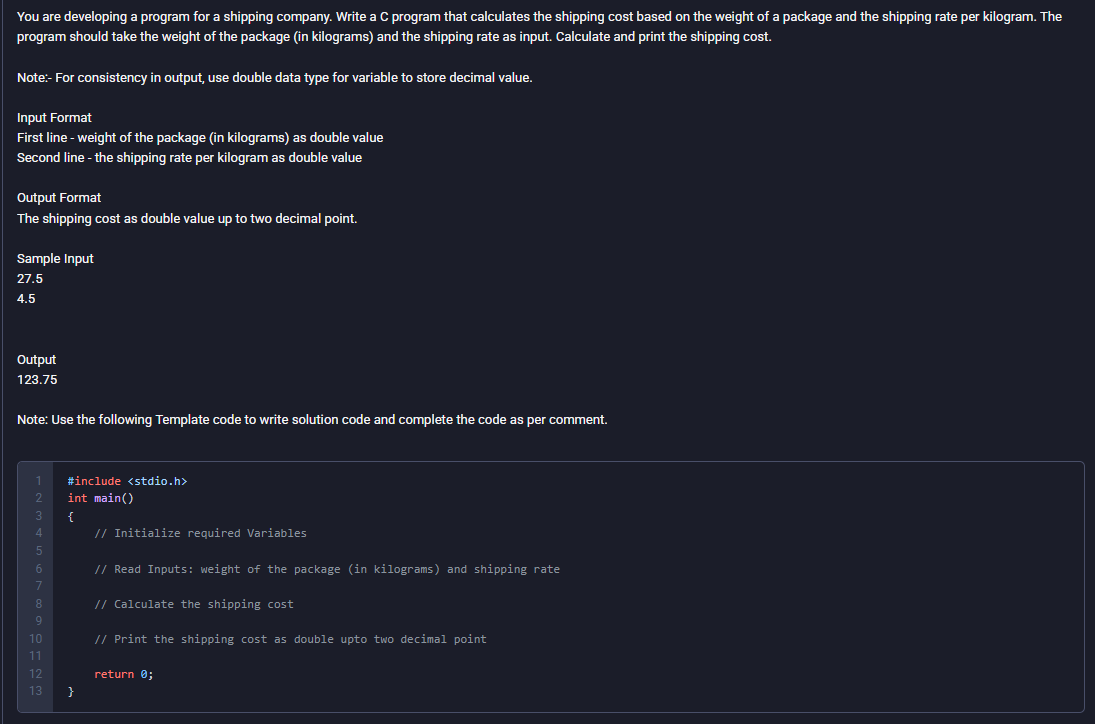 You are developing a program for a shipping company. Write a C program that calculates the shipping cost based on the weight of a package and the shipping rate per kilogram. The
program should take the weight of the package (in kilograms) and the shipping rate as input. Calculate and print the shipping cost.
Note:- For consistency in output, use double data type for variable to store decimal value.
Input Format
First line - weight of the package (in kilograms) as double value
Second line - the shipping rate per kilogram as double value
Output Format
The shipping cost as double value up to two decimal point.
Sample Input
27.5
4.5
Output
123.75
Note: Use the following Template code to write solution code and complete the code as per comment.
1 #include <stdio.h>
2 int main()
3 {
4 // Initialize required Variables
5
6 // Read Inputs: weight of the package (in kilograms) and shipping rate
7
8 // Calculate the shipping cost
9
10 // Print the shipping cost as double upto two decimal point
11
12 return 0;
13 }